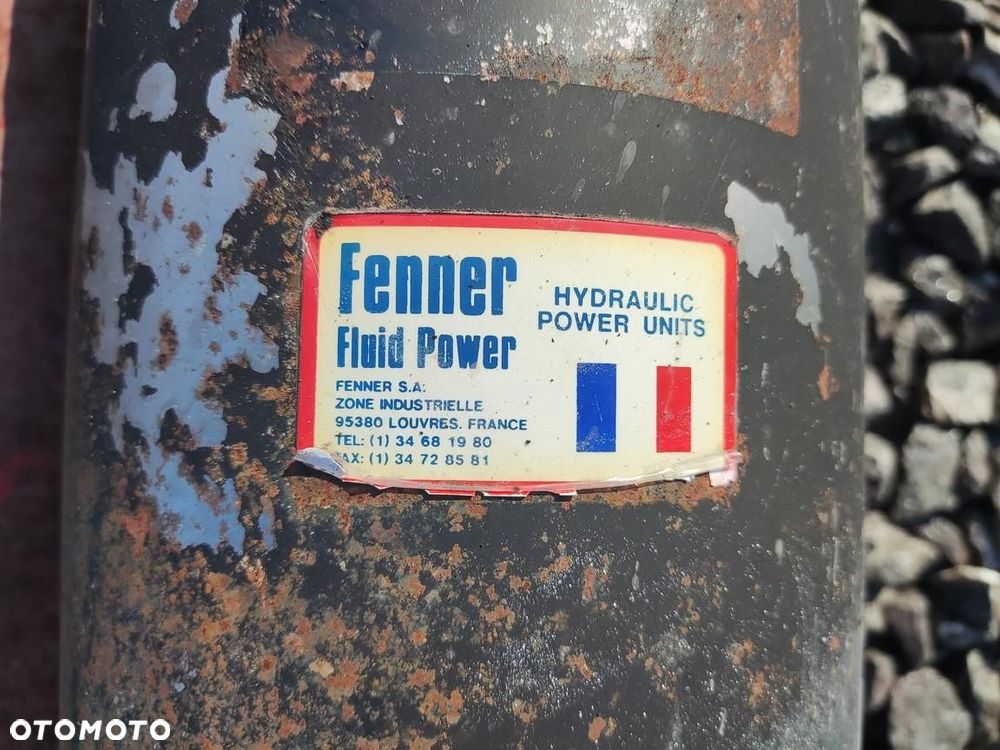 Fenner
Fluid Power
HYDRAULIC
POWER UNITS
FENNER S.A.
ZONE INDUSTRIELLE
95380 LOUVRES. FRANCE
TEL: (1) 34 68 19 80
FAX: (1) 34 72 85 81
OTOMOTO